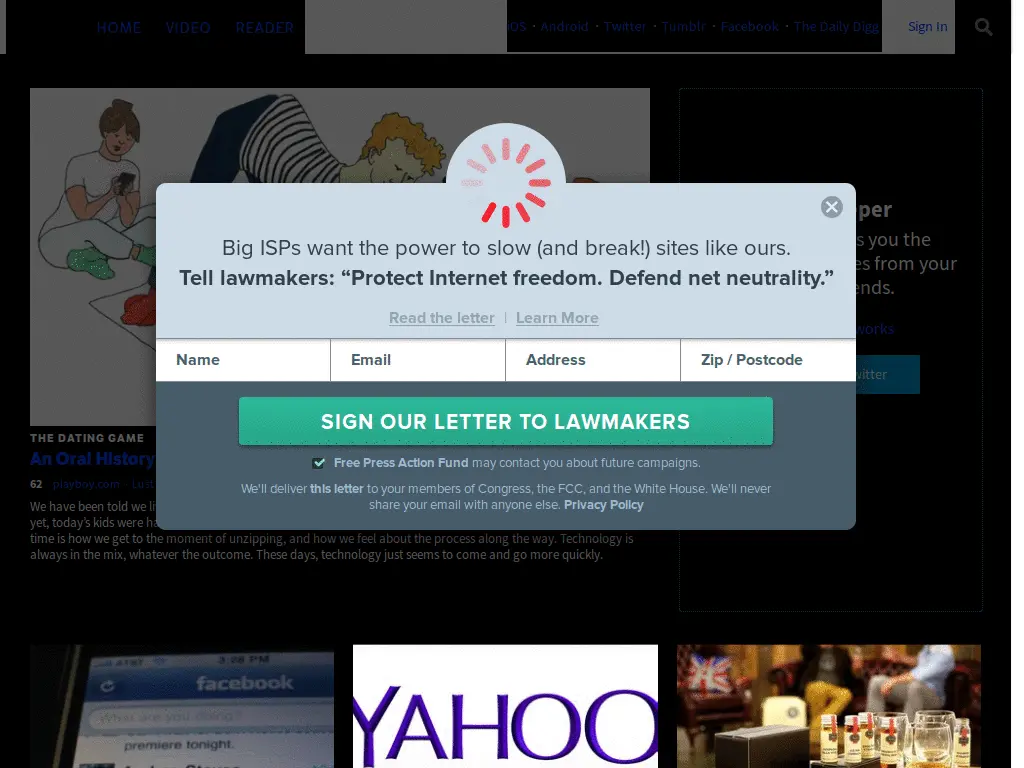 HOME VIDEO READER
iOS · Android · Twitter · Tumblr · Facebook · The Daily Digg
Sign In
Big ISPs want the power to slow (and break!) sites like ours.
Tell lawmakers: “Protect Internet freedom. Defend net neutrality.”
Read the letter | Learn More
Name Email Address Zip / Postcode
SIGN OUR LETTER TO LAWMAKERS
Free Press Action Fund may contact you about future campaigns.
We'll deliver this letter to your members of Congress, the FCC, and the White House. We'll never
share your email with anyone else. Privacy Policy
THE DATING GAME
An Oral History
62 playboy.com · Lust
We have been told we li
yet, today's kids were ha
time is how we get to the moment of unzipping, and how we feel about the process along the way. Technology is
always in the mix, whatever the outcome. These days, technology just seems to come and go more quickly.
per
s you the
es from your
ends.
works
witter
AT&T 3:28 PM
facebook
What are you doing?
premiere tonight.
YAHOO